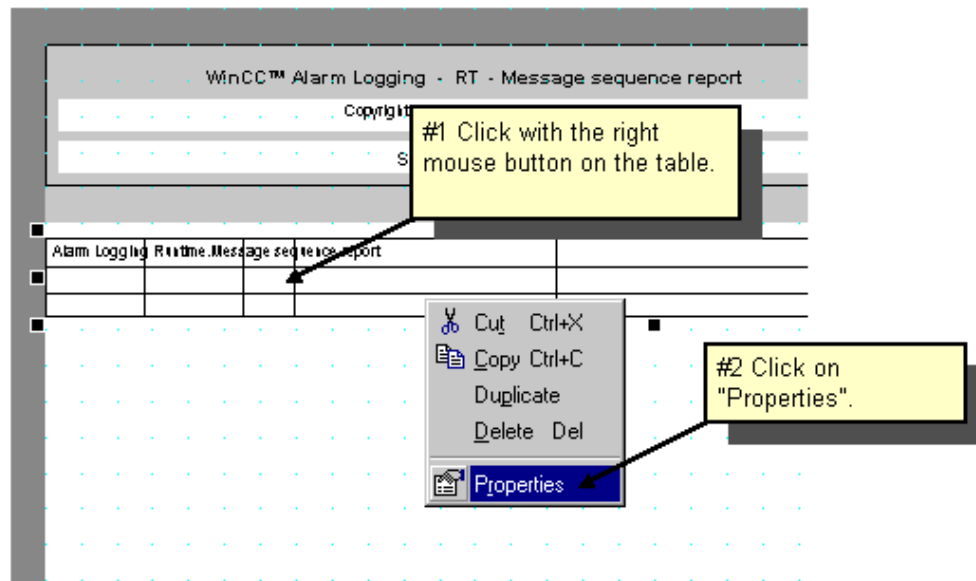 WinCC™ Alarm Logging - RT - Message sequence report
Copyright
#1 Click with the right
mouse button on the table.
S
Alarm Logging Runtime.Message sequence report
Cut Ctrl+X
Copy Ctrl+C
Duplicate
Delete Del
Properties
#2 Click on
"Properties".